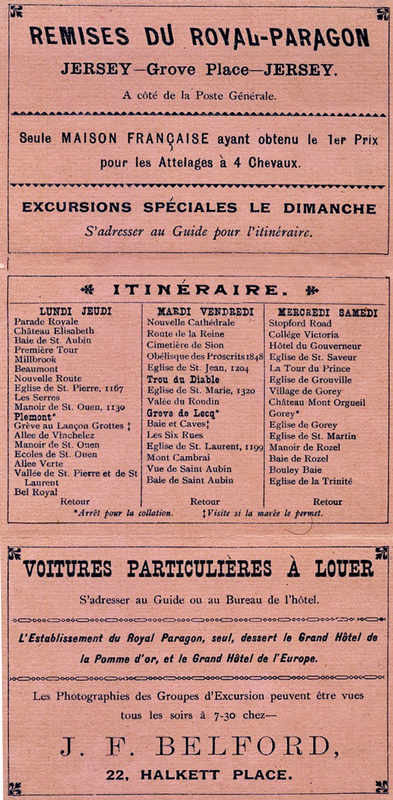 REMISES DU ROYAL-PARAGON
JERSEY—Grove Place—JERSEY.
A côté de la Poste Générale.
Seule MAISON FRANÇAISE ayant obtenu le 1er Prix
pour les Attelages à 4 Chevaux.
EXCURSIONS SPÉCIALES LE DIMANCHE
S'adresser au Guide pour l'itinéraire.
ITINÉRAIRE.
LUNDI JEUDI
Parade Royale
Château Elisabeth
Baie de St. Aubin
Première Tour
Millbrook
Beaumont
Nouvelle Route
Eglise de St. Pierre, 1167
Les Serres
Manoir de St. Ouen, 1130
Plemont*
Grêve au Lançon Grottes ‡
Allee de Vinchelez
Manoir de St. Ouen
Ecoles de St. Ouen
Allee Verte
Vallée de St. Pierre et de St
Laurent
Bel Royal
Retour
MARDI VENDREDI
Nouvelle Cathédrale
Route de la Reine
Cimetière de Sion
Obélisque des Proscrits 1848
Eglise de St. Jean, 1204
Trou du Diable
Eglise de St. Marie, 1320
Valée du Rondin
Greve de Lecq*
Baie et Caves‡
Les Six Rues
Eglise de St. Laurent, 1199
Mont Cambrai
Vue de Saint Aubin
Baie de Saint Aubin
Retour
MERCREDI SAMEDI
Stopford Road
Collége Victoria
Hôtel du Gouverneur
Eglise de St. Saveur
La Tour du Prince
Eglise de Grouville
Village de Gorey
Château Mont Orgueil
Gorey*
Eglise de Gorey
Eglise de St. Martin
Manoir de Rozel
Baie de Rozel
Bouley Baie
Eglise de la Trinité
Retour
*Arrêt pour la collation. ‡Visite si la marée le permet.
VOITURES PARTICULIÈRES À LOUER
S'adresser au Guide ou au Bureau de l'hôtel.
L'Etablissement du Royal Paragon, seul, dessert le Grand Hôtel de
la Pomme d'or, et le Grand Hôtel de l'Europe.
Les Photographies des Groupes d'Excursion peuvent être vues
tous les soirs à 7-30 chez—
J. F. BELFORD,
22, HALKETT PLACE.